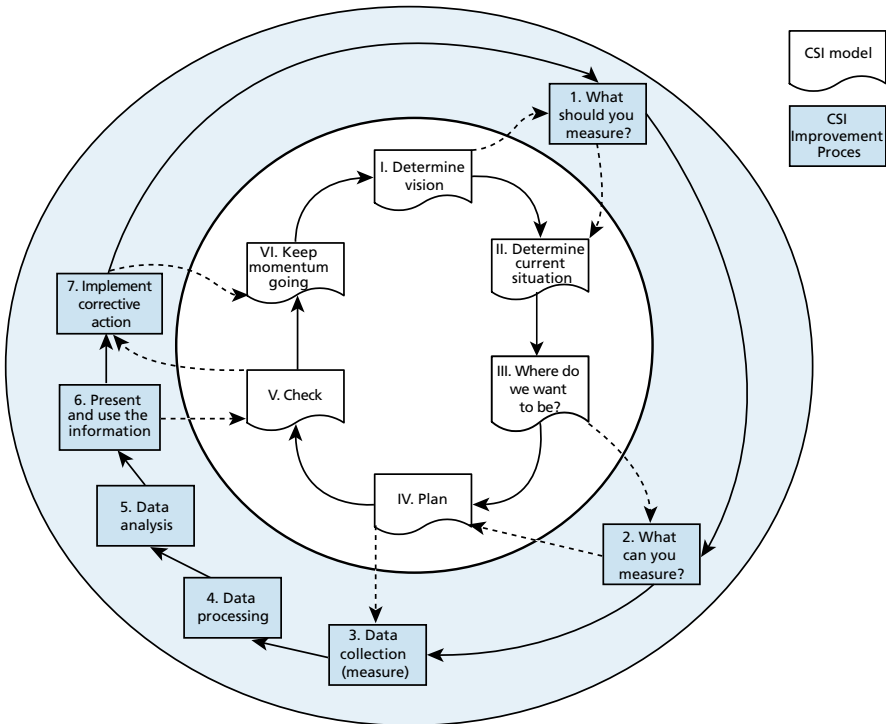 CSI model
CSI
Improvement
Proces
1. What
should you
measure?
I. Determine
vision
II. Determine
current
situation
III. Where do
we want
to be?
IV. Plan
V. Check
VI. Keep
momentum
going
2. What
can you
measure?
3. Data
collection
(measure)
4. Data
processing
5. Data
analysis
6. Present
and use the
information
7. Implement
corrective
action